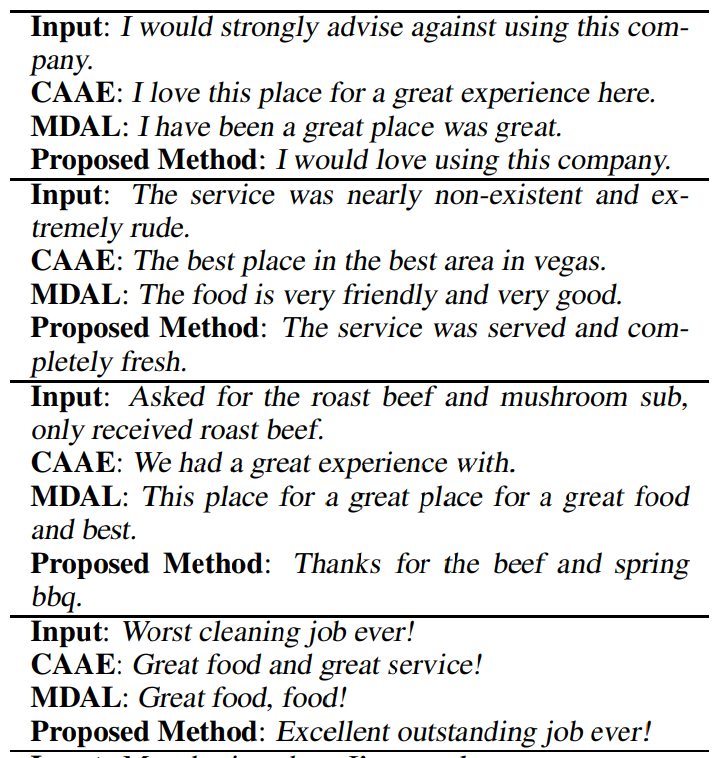 Input: I would strongly advise against using this com-
pany.
CAAE: I love this place for a great experience here.
MDAL: I have been a great place was great.
Proposed Method: I would love using this company.
Input: The service was nearly non-existent and ex-
tremely rude.
CAAE: The best place in the best area in vegas.
MDAL: The food is very friendly and very good.
Proposed Method: The service was served and com-
pletely fresh.
Input: Asked for the roast beef and mushroom sub,
only received roast beef.
CAAE: We had a great experience with.
MDAL: This place for a great place for a great food
and best.
Proposed Method: Thanks for the beef and spring
bbq.
Input: Worst cleaning job ever!
CAAE: Great food and great service!
MDAL: Great food, food!
Proposed Method: Excellent outstanding job ever!